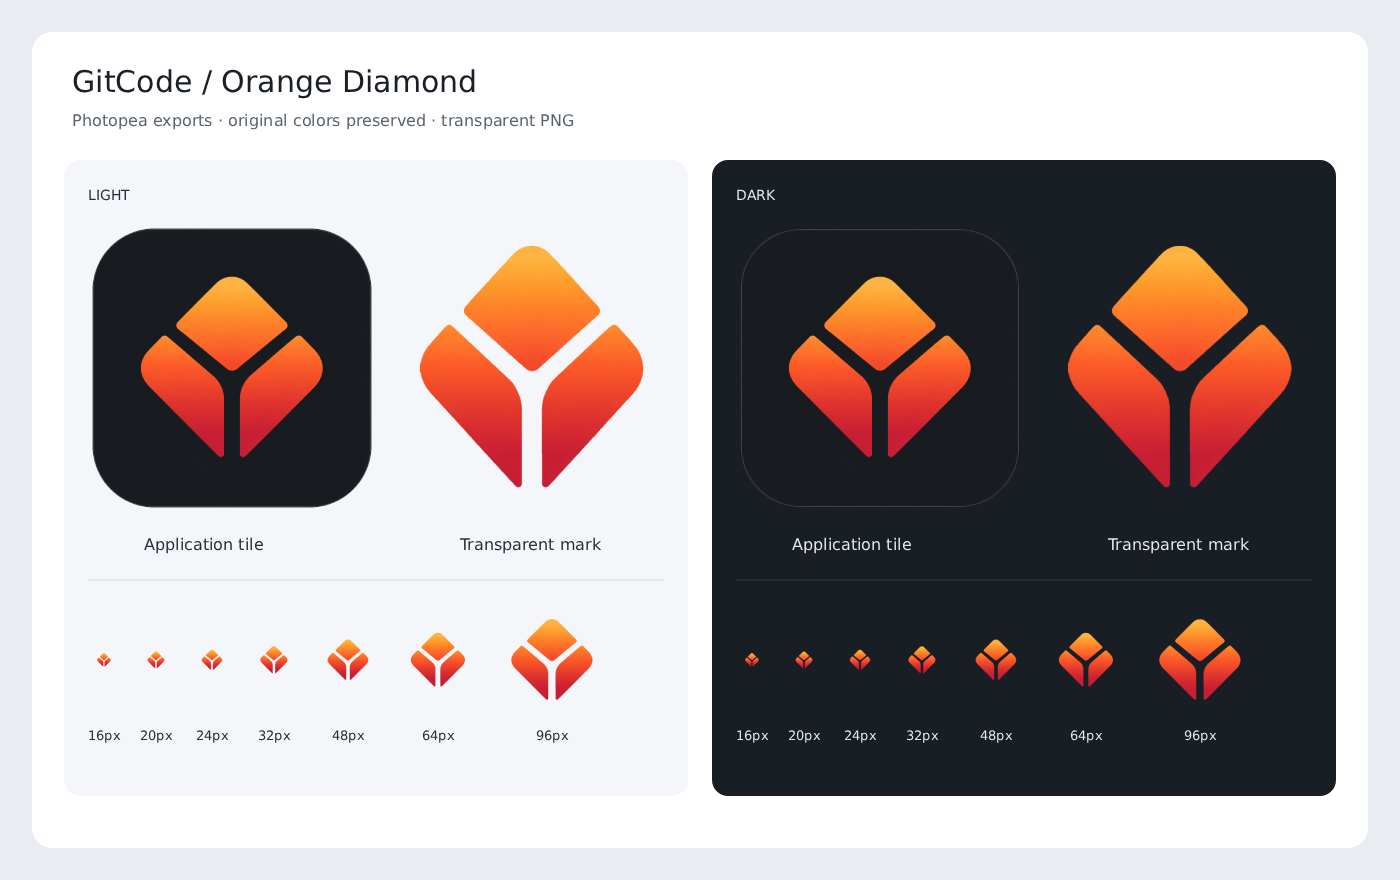 GitCode / Orange Diamond
Photopea exports · original colors preserved · transparent PNG
LIGHT
Application tile
Transparent mark
16px 20px 24px 32px 48px 64px 96px
DARK
Application tile
Transparent mark
16px 20px 24px 32px 48px 64px 96px